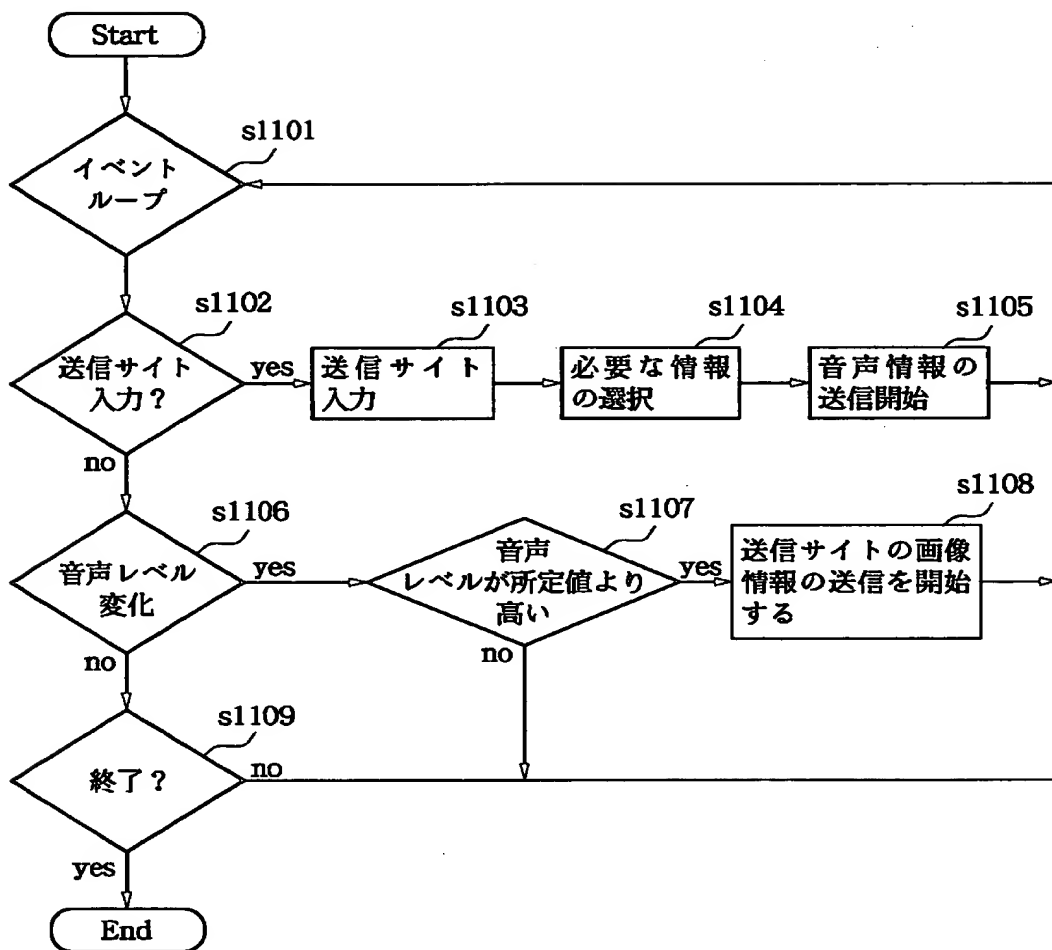 Start
s1101
イベント
ループ
s1102
送信サイト
入力?
yes
no
s1103
送信サイト
入力
s1104
必要な情報
の選択
s1105
音声情報の
送信開始
s1106
音声レベル
変化
yes
no
s1107
音声
レベルが所定値より
高い
yes
no
s1108
送信サイトの画像
情報の送信を開始
する
s1109
終了?
no
yes
End